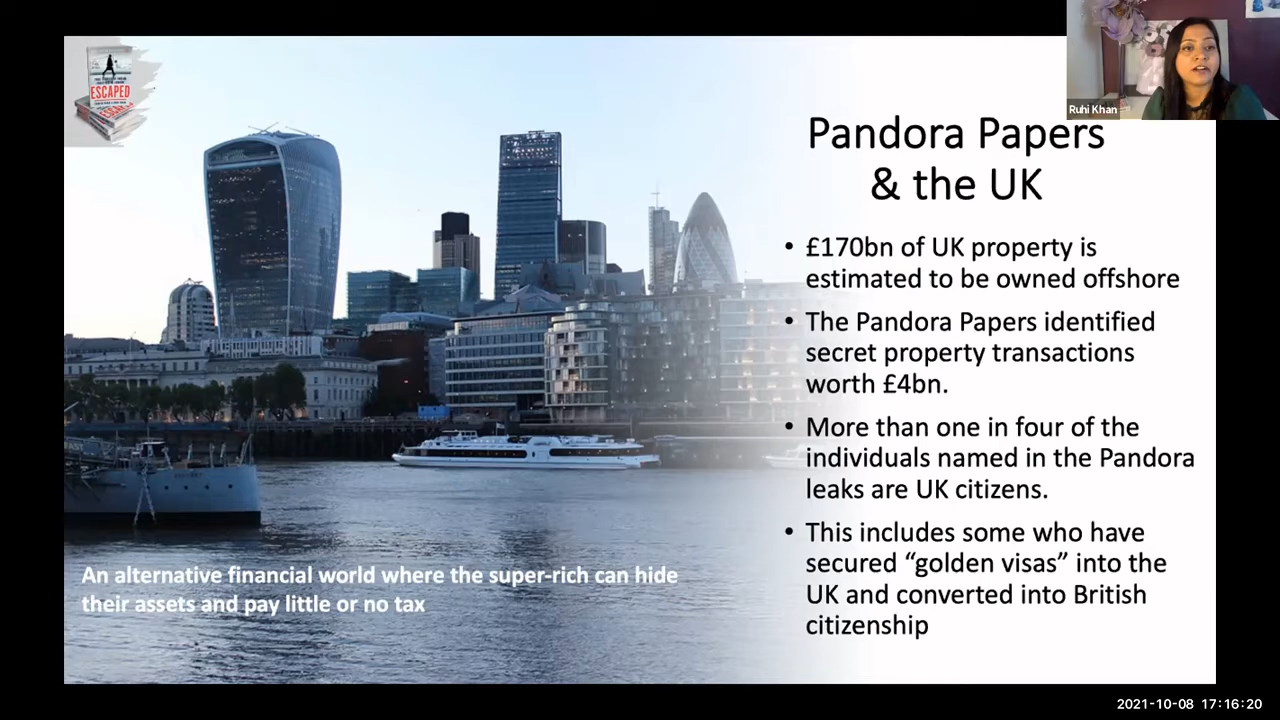 ESCAPED
Ruhi Khan
Pandora Papers
& the UK
• £170bn of UK property is
estimated to be owned offshore
• The Pandora Papers identified
secret property transactions
worth £4bn.
• More than one in four of the
individuals named in the Pandora
leaks are UK citizens.
• This includes some who have
secured “golden visas” into the
UK and converted into British
citizenship
An alternative financial world where the super-rich can hide
their assets and pay little or no tax
2021-10-08 17:16:20